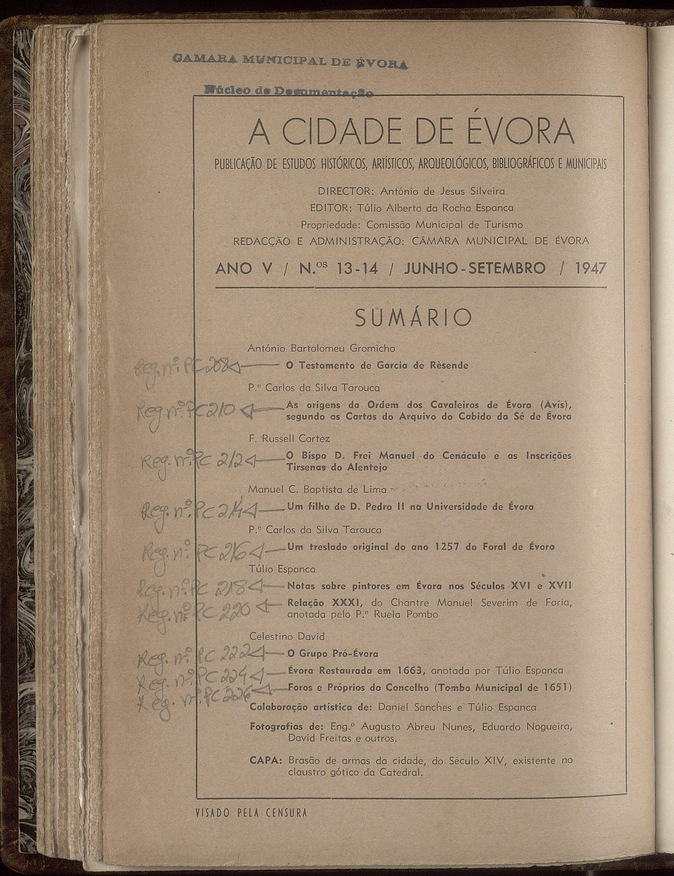 CAMARA MUNICIPAL DE ÉVORA
Núcleo de Documentação
A CIDADE DE ÉVORA
PUBLICAÇÃO DE ESTUDOS HISTÓRICOS, ARTÍSTICOS, ARQUEOLÓGICOS, BIBLIOGRÁFICOS E MUNICIPAIS
DIRECTOR: António de Jesus Silveira
EDITOR: Túlio Alberto da Rocha Espanca
Propriedade: Comissão Municipal de Turismo
REDACÇÃO E ADMINISTRAÇÃO: CÂMARA MUNICIPAL DE ÉVORA
ANO V / N.os 13-14 / JUNHO-SETEMBRO / 1947
SUMÁRIO
António Bartolomeu Gromicho
Reg. nº. PC 208 O Testamento de Garcia de Rèsende
P.e Carlos da Silva Tarouca
Reg. nº. PC 210 As origens da Ordem dos Cavaleiros de Évora (Avis),
segundo as Cartas do Arquivo do Cabido da Sé de Évora
F. Russell Cortez
Reg. nº. PC 212 O Bispo D. Frei Manuel do Cenáculo e as Inscrições
Tirsenas do Alentejo
Manuel C. Baptista de Lima
Reg. nº. PC 214 Um filho de D. Pedro II na Universidade de Évora
P.e Carlos da Silva Tarouca
Reg. nº. PC 216 Um treslado original do ano 1257 do Foral de Évora
Túlio Espanca
Reg. nº. PC 218 Notas sobre pintores em Évora nos Séculos XVI e XVII
Reg. nº. PC 220 Relação XXXI, do Chantre Manuel Severim de Faria,
anotada pelo P.e Ruela Pombo
Celestino David
Reg. nº. PC 222 O Grupo Pró-Évora
Reg. nº. PC 224 Évora Restaurada em 1663, anotada por Túlio Espanca
Reg. nº. PC 226 Foros e Próprios do Concelho (Tombo Municipal de 1651)
Colaboração artística de: Daniel Sanches e Túlio Espanca
Fotografias de: Eng.º Augusto Abreu Nunes, Eduardo Nogueira,
David Freitas e outros.
CAPA: Brasão de armas da cidade, do Século XIV, existente no
claustro gótico da Catedral.
VISADO PELA CENSURA